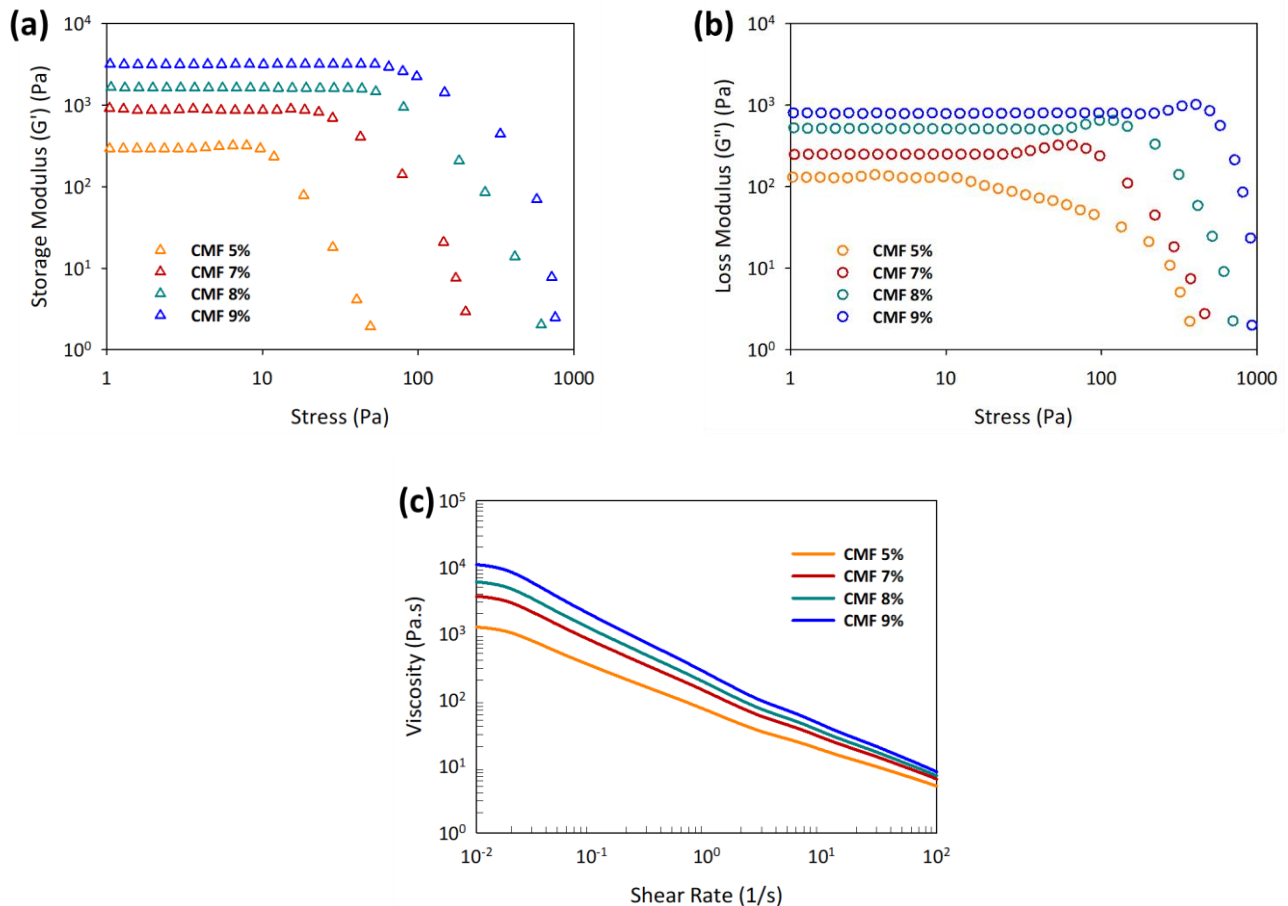 (a)
Storage Modulus (G') (Pa)
10⁴
10³
10²
10¹
10⁰
CMF 5%
CMF 7%
CMF 8%
CMF 9%
1
10
100
1000
Stress (Pa)
(b)
Loss Modulus (G") (Pa)
10⁴
10³
10²
10¹
10⁰
CMF 5%
CMF 7%
CMF 8%
CMF 9%
1
10
100
1000
Stress (Pa)
(c)
Viscosity (Pa.s)
10⁵
10⁴
10³
10²
10¹
10⁰
CMF 5%
CMF 7%
CMF 8%
CMF 9%
10⁻²
10⁻¹
10⁰
10¹
10²
Shear Rate (1/s)